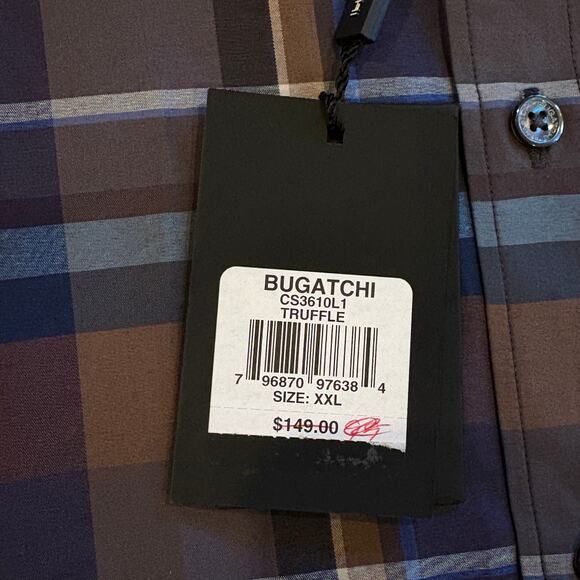 BUGATCHI
CS3610L1
TRUFFLE
7 96870 97638 4
SIZE: XXL
$149.00